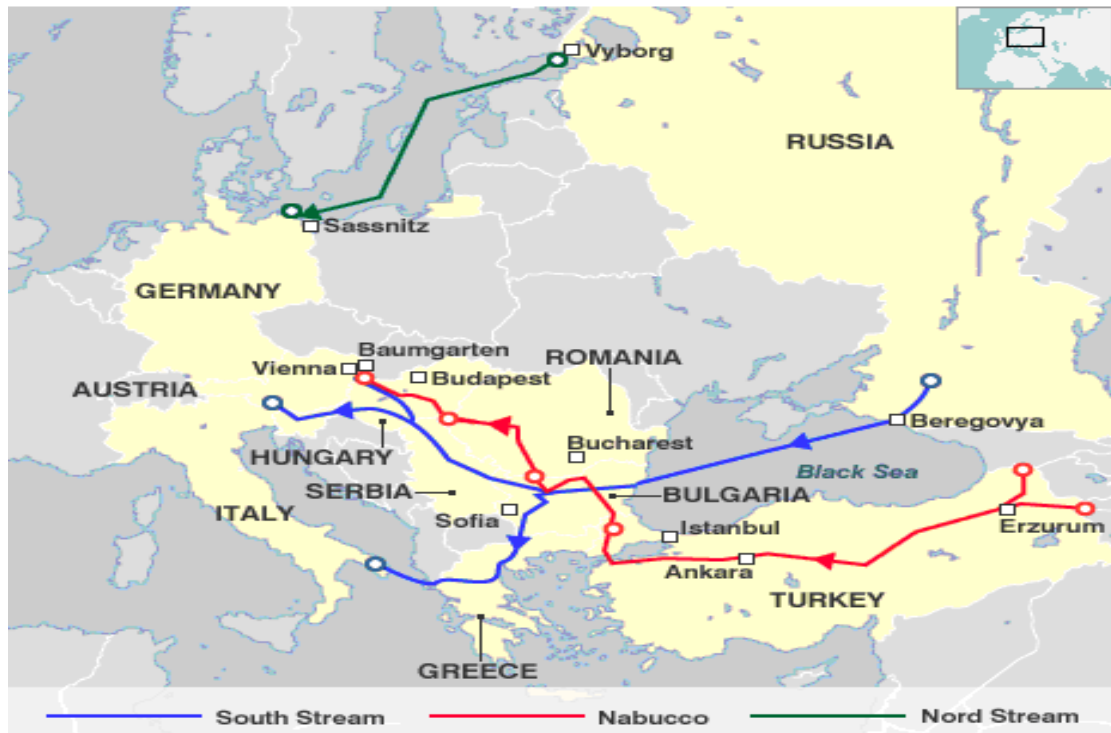 Vyborg
RUSSIA
Sassnitz
GERMANY
Baumgarten
Vienna
ROMANIA
Budapest
AUSTRIA
Beregovya
Bucharest
HUNGARY
Black Sea
SERBIA
BULGARIA
ITALY
Sofia
Istanbul
Erzurum
Ankara
TURKEY
GREECE
South Stream
Nabucco
Nord Stream